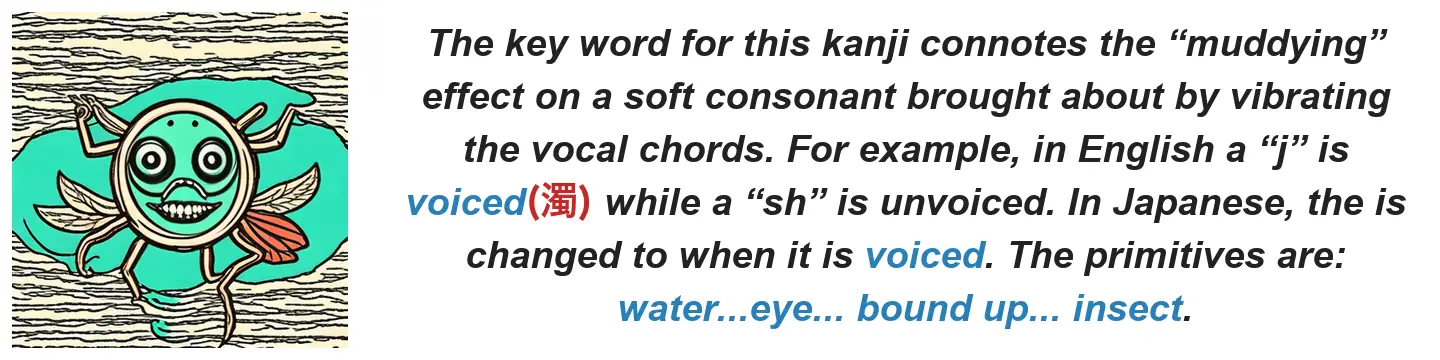 The key word for this kanji connotes the “muddying”
effect on a soft consonant brought about by vibrating
the vocal chords. For example, in English a “j” is
voiced(濁) while a “sh” is unvoiced. In Japanese, the is
changed to when it is voiced. The primitives are:
water...eye... bound up... insect.